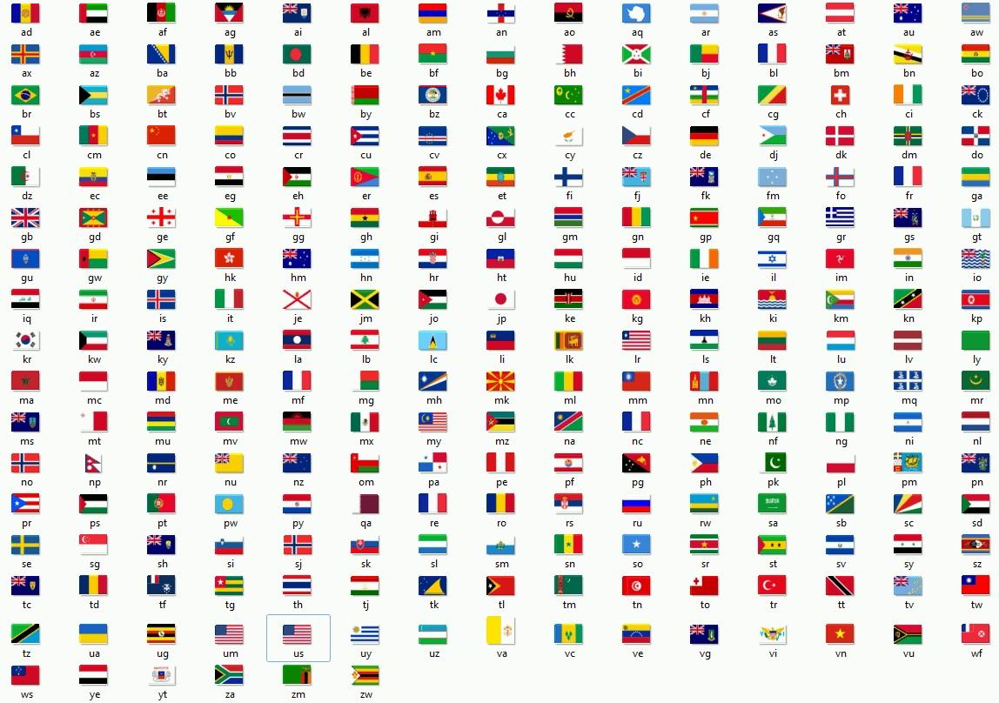 ad ae af ag ai al am an ao aq ar as at au aw
ax az ba bb bd be bf bg bh bi bj bl bm bn bo
br bs bt bv bw by bz ca cc cd cf cg ch ci ck
cl cm cn co cr cu cv cx cy cz de dj dk dm do
dz ec ee eg eh er es et fi fj fk fm fo fr ga
gb gd ge gf gg gh gi gl gm gn gp gq gr gs gt
gu gw gy hk hm hn hr ht hu id ie il im in io
iq ir is it je jm jo jp ke kg kh ki km kn kp
kr kw ky kz la lb lc li lk lr ls lt lu lv ly
ma mc md me mf mg mh mk ml mm mn mo mp mq mr
ms mt mu mv mw mx my mz na nc ne nf ng ni nl
no np nr nu nz om pa pe pf pg ph pk pl pm pn
pr ps pt pw py qa re ro rs ru rw sa sb sc sd
se sg sh si sj sk sl sm sn so sr st sv sy sz
tc td tf tg th tj tk tl tm tn to tr tt tv tw
tz ua ug um us uy uz va vc ve vg vi vn vu wf
ws ye yt za zm zw